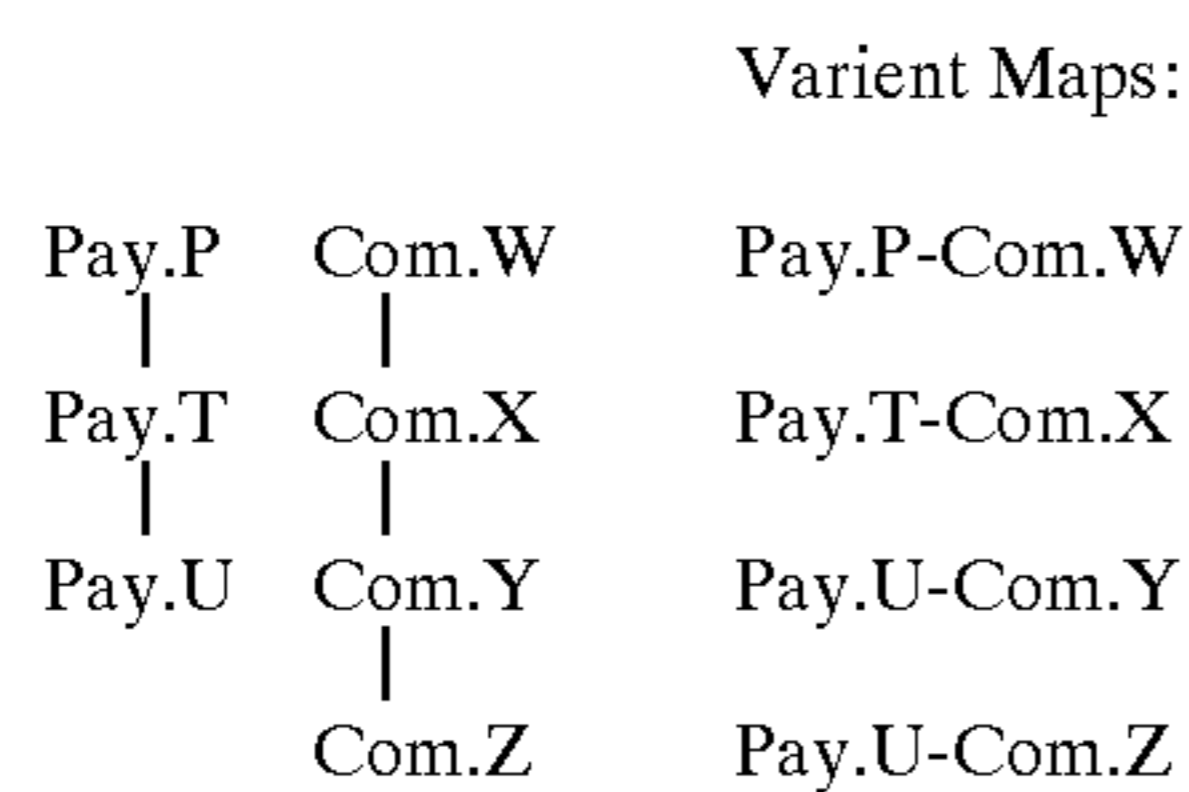 Varient Maps:
Pay.P Com.W Pay.P-Com.W
Pay.T Com.X Pay.T-Com.X
Pay.U Com.Y Pay.U-Com.Y
Com.Z Pay.U-Com.Z